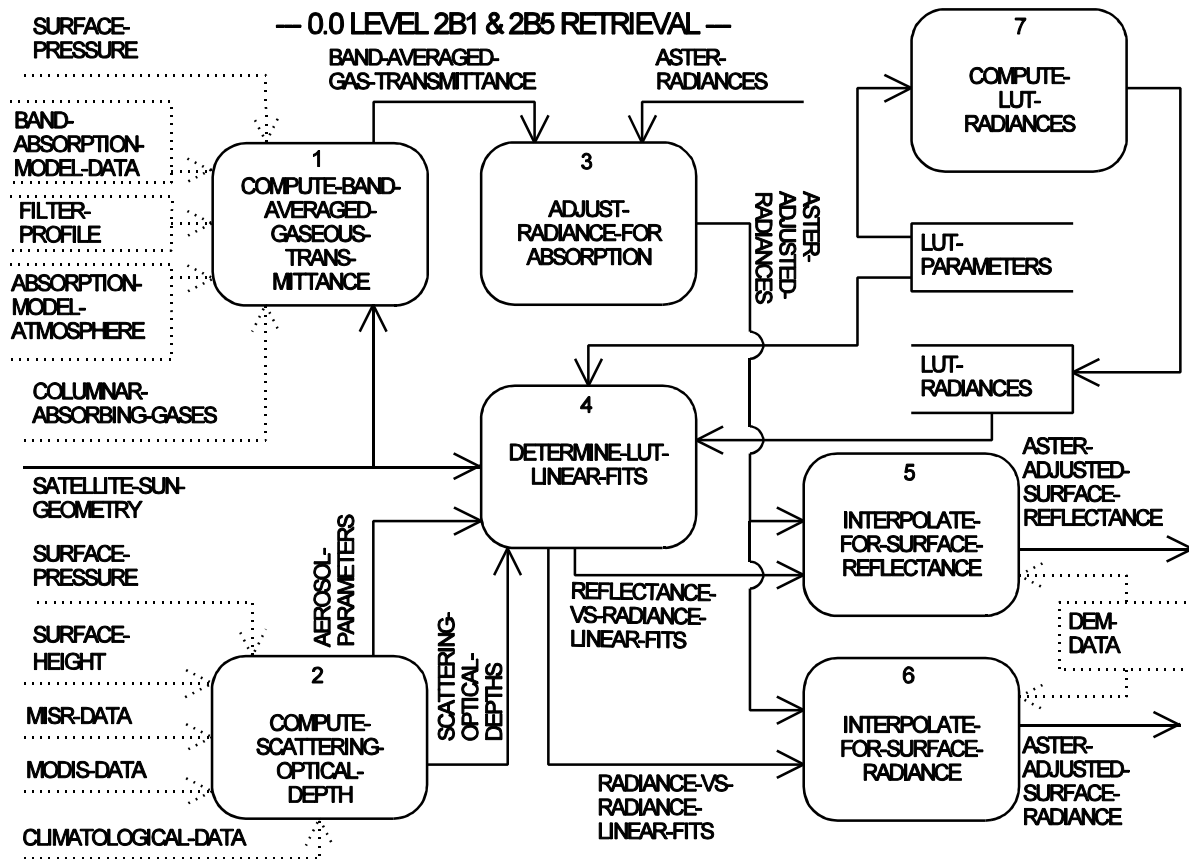 --- 0.0 LEVEL 2B1 & 2B5 RETRIEVAL ---
SURFACE-
PRESSURE
BAND-AVERAGED-
GAS-TRANSMITTANCE
ASTER-
RADIANCES
7
COMPUTE-
LUT-
RADIANCES
BAND-
ABSORPTION-
MODEL-DATA
1
COMPUTE-BAND-
AVERAGED-
GASEOUS-
TRANS-
MITTANCE
3
ADJUST-
RADIANCE-FOR
ABSORPTION
ASTER-
ADJUSTED-
RADIANCES
FILTER-
PROFILE
LUT-
PARAMETERS
ABSORPTION-
MODEL-
ATMOSPHERE
LUT-
RADIANCES
COLUMNAR-
ABSORBING-GASES
4
DETERMINE-LUT-
LINEAR-FITS
SATELLITE-SUN-
GEOMETRY
5
INTERPOLATE-
FOR-SURFACE-
REFLECTANCE
ASTER-
ADJUSTED-
SURFACE-
REFLECTANCE
SURFACE-
PRESSURE
AEROSOL-
PARAMETERS
REFLECTANCE-
VS-RADIANCE-
LINEAR-FITS
DEM-
DATA
SURFACE-
HEIGHT
2
COMPUTE-
SCATTERING-
OPTICAL-
DEPTH
SCATTERING-
OPTICAL-
DEPTHS
6
INTERPOLATE-
FOR-SURFACE-
RADIANCE
MISR-DATA
MODIS-DATA
RADIANCE-VS-
RADIANCE-
LINEAR-FITS
ASTER-
ADJUSTED-
SURFACE-
RADIANCE
CLIMATOLOGICAL-DATA